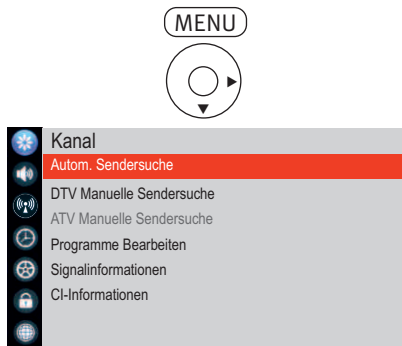 MENU
Kanal
Autom. Sendersuche
DTV Manuelle Sendersuche
ATV Manuelle Sendersuche
Programme Bearbeiten
Signalinformationen
CI-Informationen